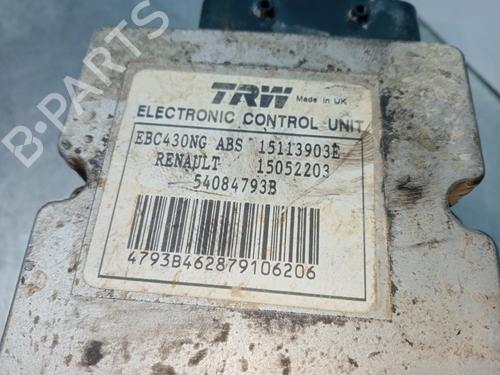 TRW Made in UK
ELECTRONIC CONTROL UNIT
EBC430NG ABS 15113903E
RENAULT 15052203
54084793B
4793B462879106206
B-PARTS